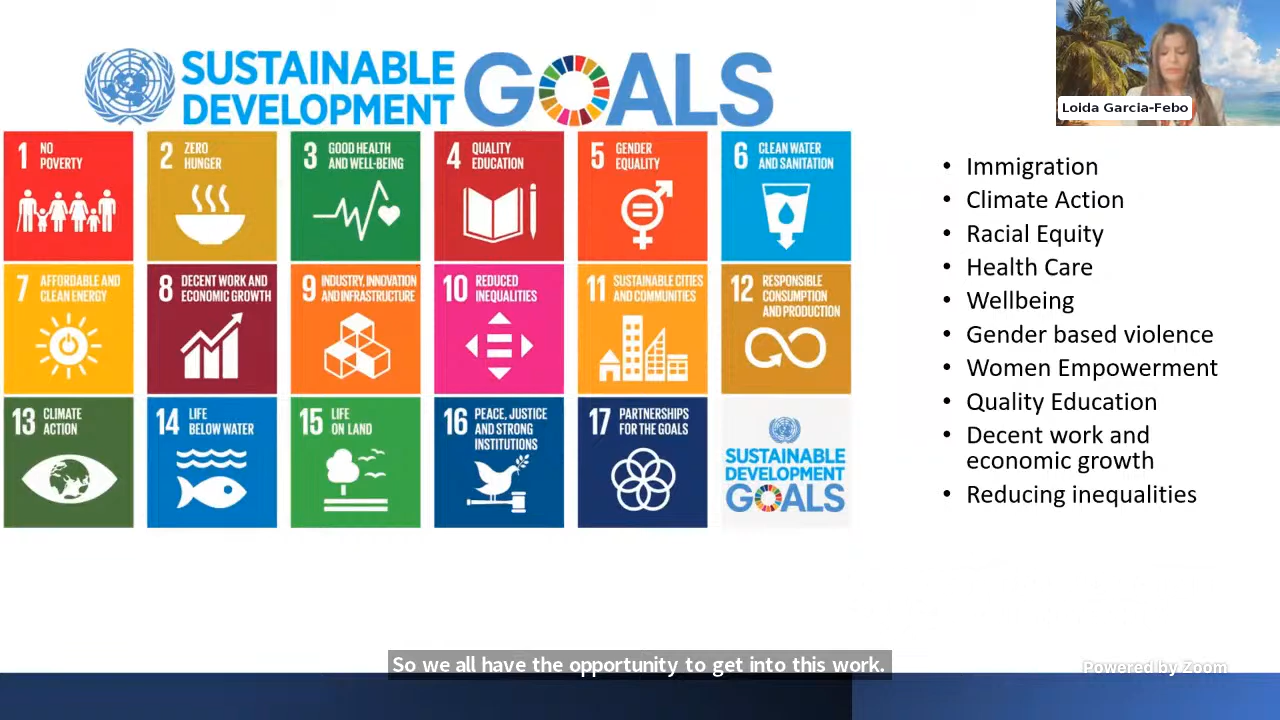 SUSTAINABLE
DEVELOPMENT
GOALS
1 NO
POVERTY
2 ZERO
HUNGER
3 GOOD HEALTH
AND WELL-BEING
4 QUALITY
EDUCATION
5 GENDER
EQUALITY
6 CLEAN WATER
AND SANITATION
7 AFFORDABLE AND
CLEAN ENERGY
8 DECENT WORK AND
ECONOMIC GROWTH
9 INDUSTRY, INNOVATION
AND INFRASTRUCTURE
10 REDUCED
INEQUALITIES
11 SUSTAINABLE CITIES
AND COMMUNITIES
12 RESPONSIBLE
CONSUMPTION
AND PRODUCTION
13 CLIMATE
ACTION
14 LIFE
BELOW WATER
15 LIFE
ON LAND
16 PEACE, JUSTICE
AND STRONG
INSTITUTIONS
17 PARTNERSHIPS
FOR THE GOALS
SUSTAINABLE
DEVELOPMENT
GOALS
Loida Garcia-Febo
• Immigration
• Climate Action
• Racial Equity
• Health Care
• Wellbeing
• Gender based violence
• Women Empowerment
• Quality Education
• Decent work and
economic growth
• Reducing inequalities
So we all have the opportunity to get into this work.
Powered by Zoom